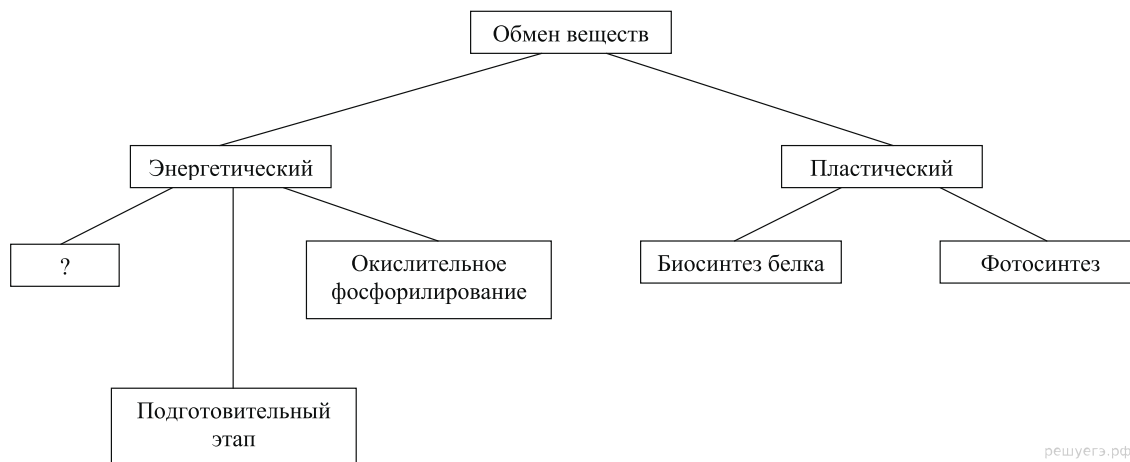 Обмен веществ
Энергетический
Пластический
?
Окислительное
фосфорилирование
Биосинтез белка
Фотосинтез
Подготовительный
этап
решуегэ.рф